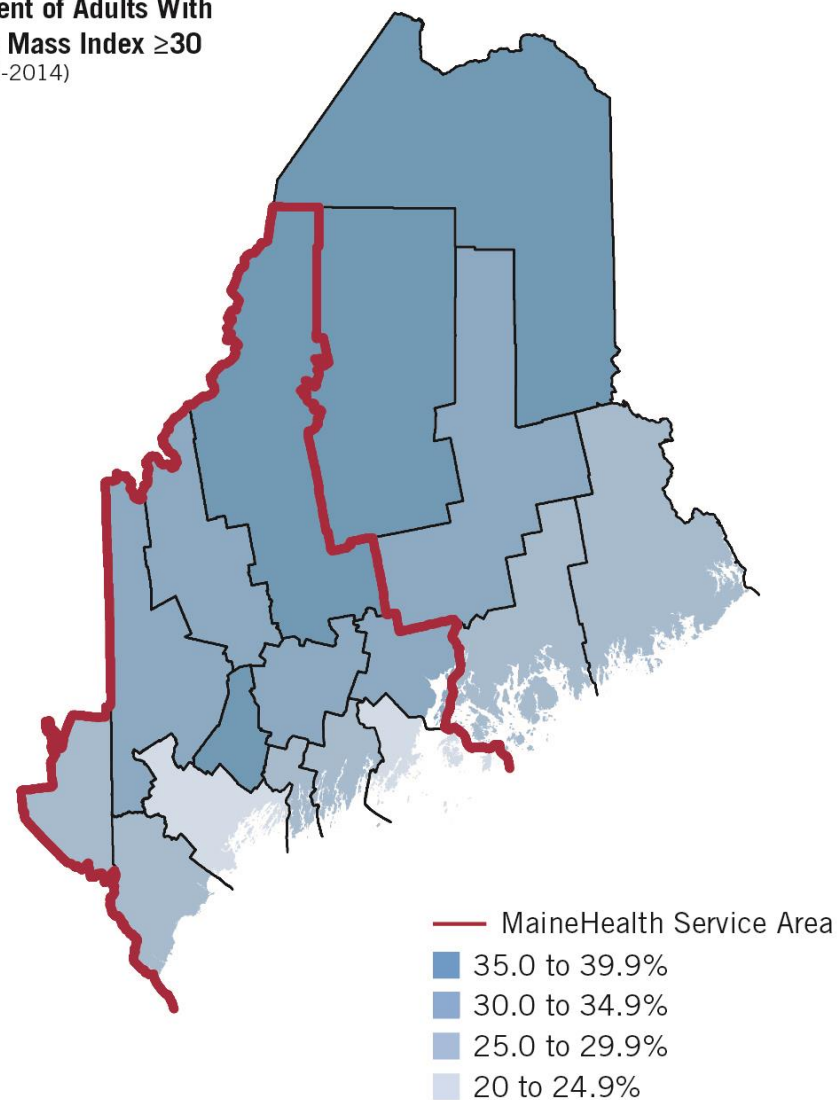 of Adults With
Mass Index ≥30
-2014)
MaineHealth Service Area
35.0 to 39.9%
30.0 to 34.9%
25.0 to 29.9%
20 to 24.9%